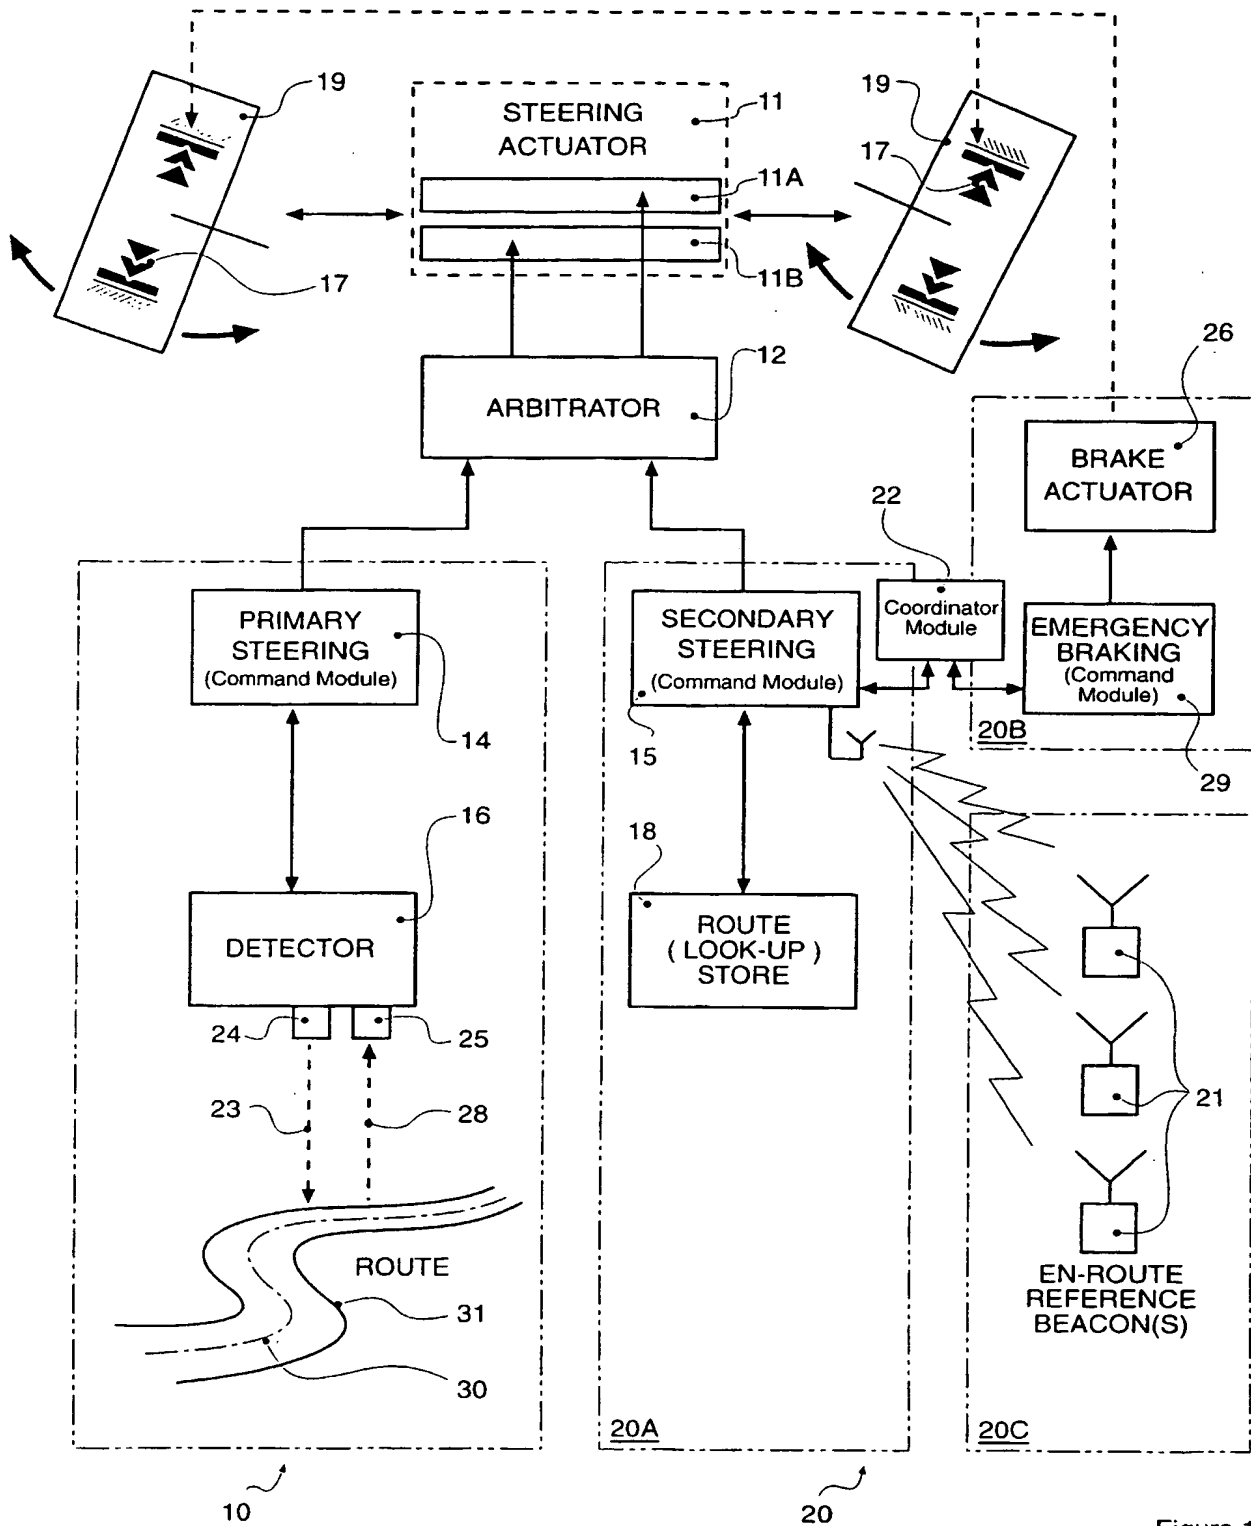 19
STEERING
ACTUATOR
11
11A
11B
17
19
17
12
ARBITRATOR
26
BRAKE
ACTUATOR
22
Coordinator
Module
PRIMARY
STEERING
(Command Module)
14
SECONDARY
STEERING
(Command Module)
15
EMERGENCY
BRAKING
(Command
Module)
20B
29
16
DETECTOR
24
25
23
28
18
ROUTE
( LOOK-UP )
STORE
21
EN-ROUTE
REFERENCE
BEACON(S)
ROUTE
31
30
20A
20C
10
20
Figure 1